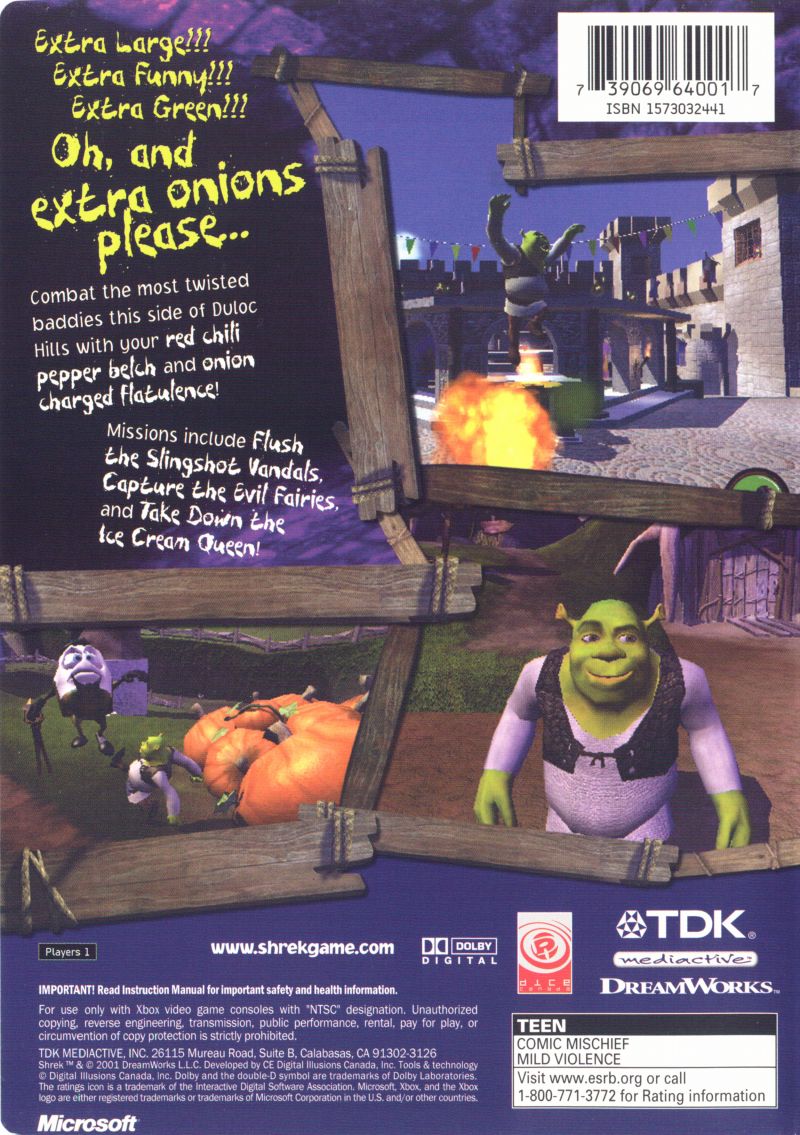 Extra Large!!!
Extra Funny!!!
Extra Green!!!
Oh, and
extra onions
please...
7 39069 64001 7
ISBN 1573032441
Combat the most twisted
baddies this side of Duloc
Hills with your red chili
pepper belch and onion
charged flatulence!
Missions include Flush
the Slingshot Vandals,
Capture the Evil Fairies,
and Take Down the
Ice Cream Queen!
Players 1
www.shrekgame.com
DOLBY
DIGITAL
DICE
CANADA
TDK®
mediactive™
DREAMWORKS™
IMPORTANT! Read Instruction Manual for important safety and health information.
For use only with Xbox video game consoles with "NTSC" designation. Unauthorized
copying, reverse engineering, transmission, public performance, rental, pay for play, or
circumvention of copy protection is strictly prohibited.
TDK MEDIACTIVE, INC. 26115 Mureau Road, Suite B, Calabasas, CA 91302-3126
Shrek ™ & © 2001 DreamWorks L.L.C. Developed by CE Digital Illusions Canada, Inc. Tools & technology
© Digital Illusions Canada, Inc. Dolby and the double-D symbol are trademarks of Dolby Laboratories.
The ratings icon is a trademark of the Interactive Digital Software Association. Microsoft, Xbox, and the Xbox
logo are either registered trademarks or trademarks of Microsoft Corporation in the U.S. and/or other countries.
Microsoft®
TEEN
COMIC MISCHIEF
MILD VIOLENCE
Visit www.esrb.org or call
1-800-771-3772 for Rating information